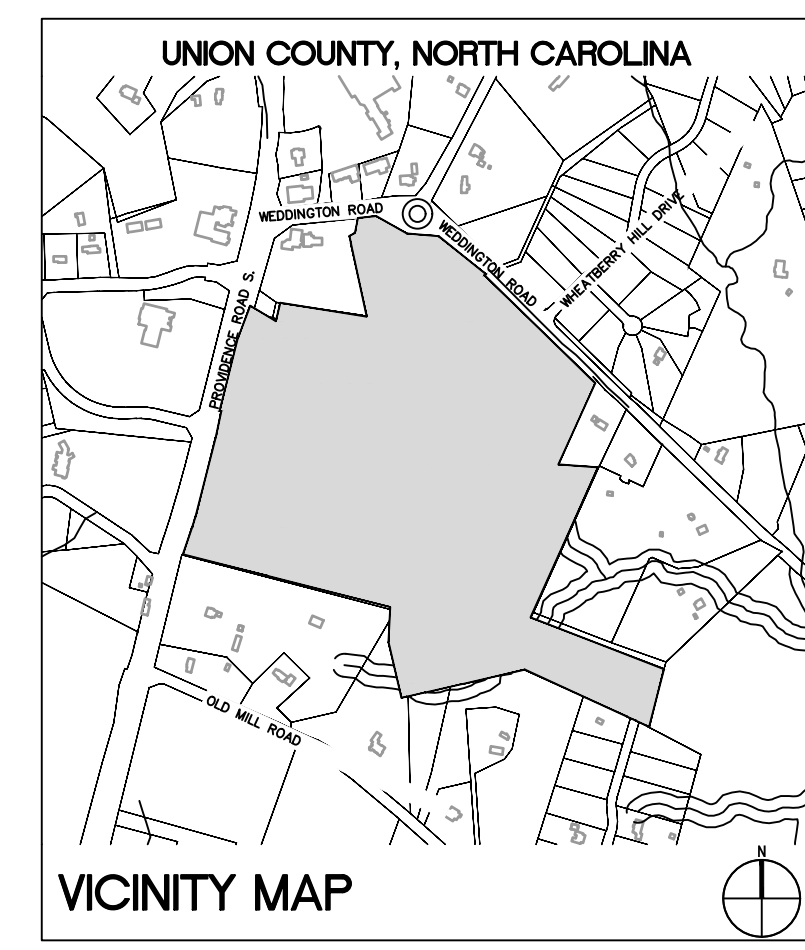 UNION COUNTY, NORTH CAROLINA
WEDDINGTON ROAD
WEDDINGTON ROAD
WHEATBERRY HILL DRIVE
PROVIDENCE ROAD S.
OLD MILL ROAD
VICINITY MAP
N